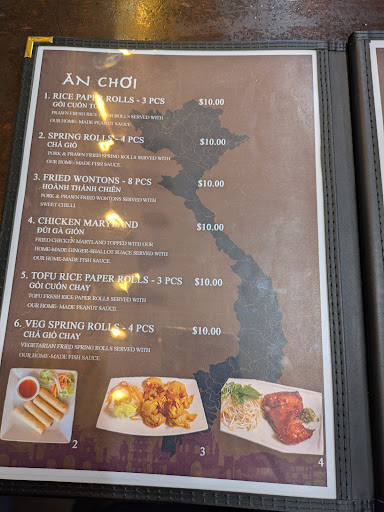 ĂN CHƠI
1. RICE PAPER ROLLS - 3 PCS $10.00
GỎI CUỐN TÔM
PRAWN FRESH RICE PAPER ROLLS SERVED WITH
OUR HOME- MADE PEANUT SAUCE
2. SPRING ROLLS - 4 PCS $10.00
CHẢ GIÒ
PORK & PRAWN FRIED SPRING ROLLS SERVED WITH
OUR HOME- MADE FISH SAUCE
3. FRIED WONTONS - 8 PCS $10.00
HOÀNH THÁNH CHIÊN
PORK & PRAWN FRIED WONTONS SERVED WITH
SWEET CHILLI
4. CHICKEN MARYLAND $10.00
ĐÙI GÀ GIÒN
FRIED CHICKEN MARYLAND TOPPED WITH OUR
HOME-MADE GINGER-SHALLOT SUACE SERVED WITH
HOME-MADE FISH SAUCE
5. TOFU RICE PAPER ROLLS - 3 PCS $10.00
GỎI CUỐN CHAY
TOFU FRESH RICE PAPER ROLLS SERVED WITH
OUR HOME- MADE PEANUT SAUCE
6. VEG SPRING ROLLS - 4 PCS $10.00
CHẢ GIÒ CHAY
VEGETARIAN FRIED SPRING ROLLS SERVED WITH
OUR HOME-MADE FISH SAUCE
2
3
4